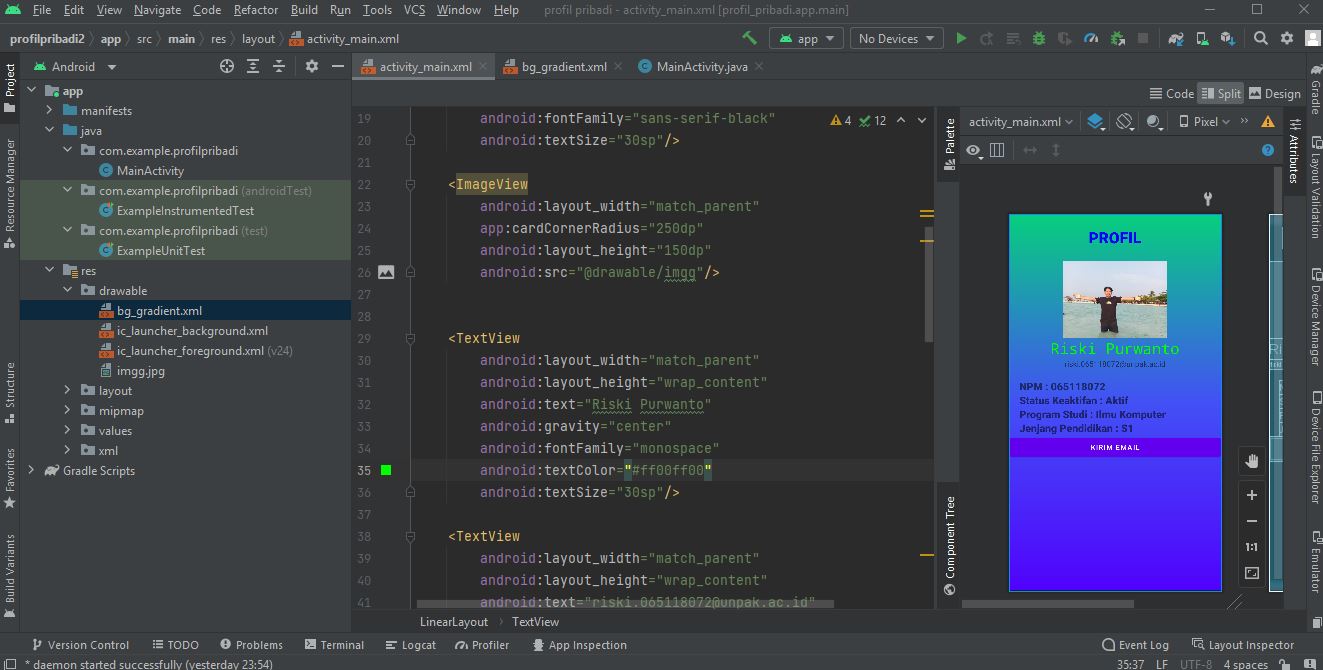 File Edit View Navigate Code Refactor Build Run Tools VCS Window Help profil pribadi - activity_main.xml [profil_pribadi.app.main]
profilpribadi2 app src main res layout activity_main.xml app No Devices
Project
Android
activity_main.xml bg_gradient.xml MainActivity.java
Gradle
Code Split Design
app
manifests
java
com.example.profilpribadi
MainActivity
com.example.profilpribadi (androidTest)
ExampleInstrumentedTest
com.example.profilpribadi (test)
ExampleUnitTest
res
drawable
bg_gradient.xml
ic_launcher_background.xml
ic_launcher_foreground.xml (v24)
imgg.jpg
layout
mipmap
values
xml
Gradle Scripts
Resource Manager
Structure
Favorites
Build Variants
19 android:fontFamily="sans-serif-black"
4 12
20 android:textSize="30sp"/>
21
22 <ImageView
23 android:layout_width="match_parent"
24 app:cardCornerRadius="250dp"
25 android:layout_height="150dp"
26 android:src="@drawable/imgg"/>
27
28
29 <TextView
30 android:layout_width="match_parent"
31 android:layout_height="wrap_content"
32 android:text="Riski Purwanto"
33 android:gravity="center"
34 android:fontFamily="monospace"
35 android:textColor="#ff00ff00"
36 android:textSize="30sp"/>
37
38 <TextView
39 android:layout_width="match_parent"
40 android:layout_height="wrap_content"
41 android:text="riski.065118072@unpak.ac.id"
LinearLayout TextView
Palette
Component Tree
activity_main.xml Pixel
PROFIL
Riski Purwanto
riski.065118072@unpak.ac.id
NPM : 065118072
Status Keaktifan : Aktif
Program Studi : Ilmu Komputer
Jenjang Pendidikan : S1
KIRIM EMAIL
1:1
Attributes
Layout Validation
Device Manager
Device File Explorer
Emulator
Version Control TODO Problems Terminal Logcat Profiler App Inspection Event Log Layout Inspector
* daemon started successfully (yesterday 23:54) 35:37 LF UTF-8 4 spaces